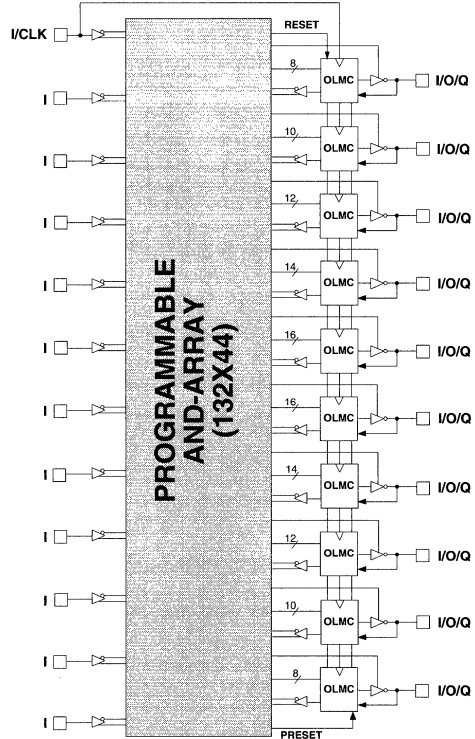 RESET
I/CLK
8
OLMC
I/O/Q
I
10
OLMC
I/O/Q
I
12
OLMC
I/O/Q
I
14
OLMC
I/O/Q
I
16
OLMC
I/O/Q
I
PROGRAMMABLE
AND-ARRAY
(132X44)
16
OLMC
I/O/Q
I
14
OLMC
I/O/Q
I
12
OLMC
I/O/Q
I
10
OLMC
I/O/Q
I
8
OLMC
I/O/Q
I
I
PRESET